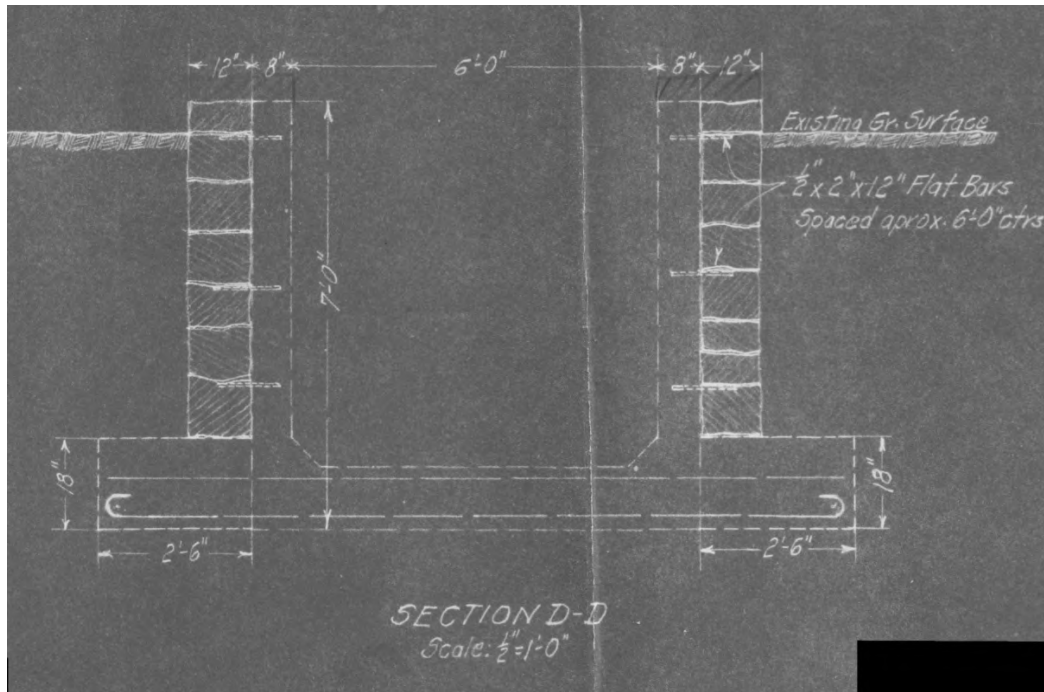 12" 8" 6'-0" 8" 12"
Existing Gr. Surface
½" x 2" x 12" Flat Bars
Spaced aprox. 6'-0" ctrs
7'-0"
18" 18"
2'-6" 2'-6"
SECTION D-D
Scale: ½" = 1'-0"